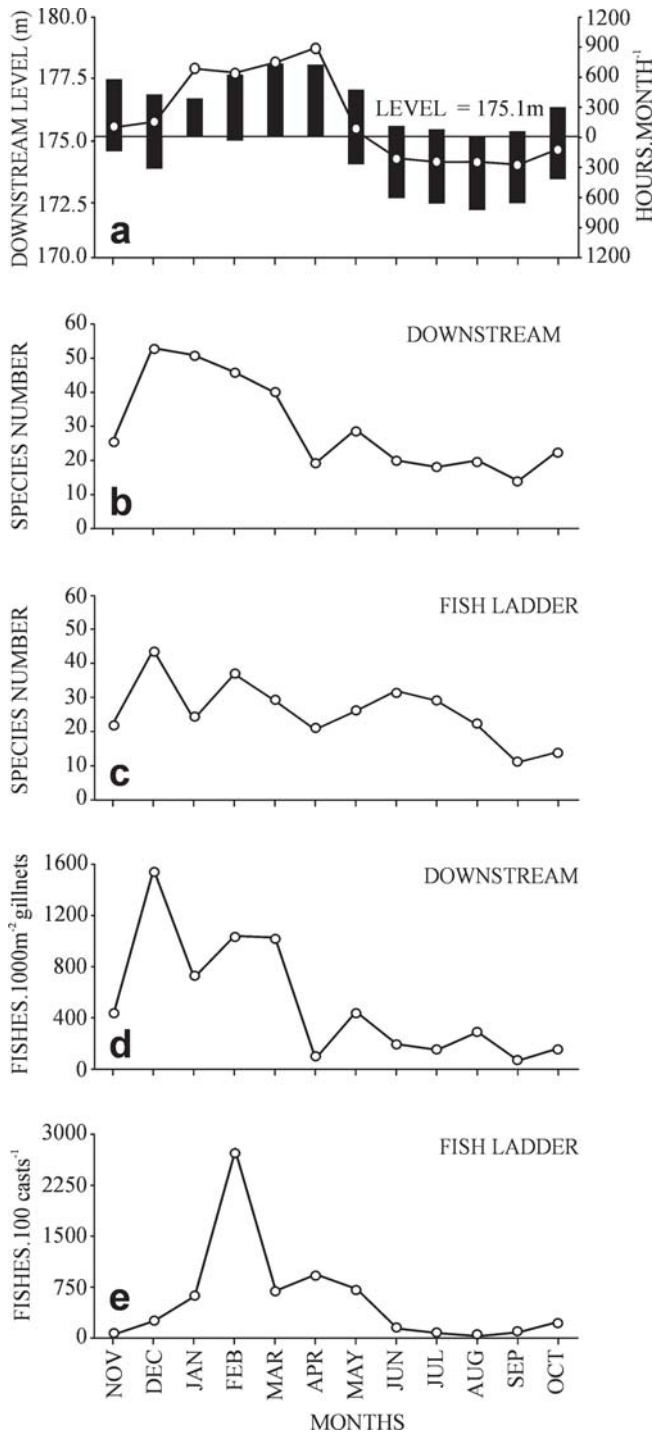 DOWNSTREAM LEVEL (m)
180.0
177.5
175.0
172.5
170.0
LEVEL = 175.1m
1200
900
600
300
0
300
600
900
1200
HOURS.MONTH⁻¹
a
SPECIES NUMBER
60
50
40
30
20
10
0
DOWNSTREAM
b
SPECIES NUMBER
60
50
40
30
20
10
0
FISH LADDER
c
FISHES.1000m⁻² gillnets
1600
1200
800
400
0
DOWNSTREAM
d
FISHES.100 casts⁻¹
3000
2250
1500
750
0
FISH LADDER
e
NOV
DEC
JAN
FEB
MAR
APR
MAY
JUN
JUL
AUG
SEP
OCT
MONTHS